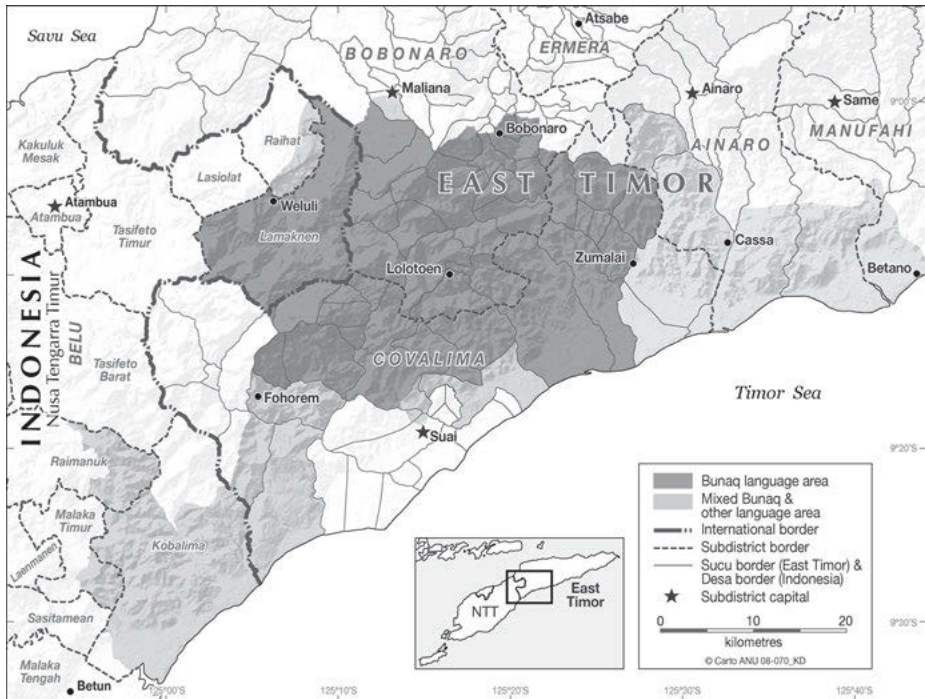 Savu Sea
BOBONARO
ERMERA
Atsabe
Maliana
Ainaro
Same
9°00'S
MANUFAHI
Kakuluk
Mesak
Raihat
Bobonaro
AINARO
Lasiolat
EAST TIMOR
Atambua
Atambua
Weluli
Tasifeto
Timur
Lamaknen
Cassa
Lolotoen
Zumalai
Betano
INDONESIA
Nusa Tengarra Timur
BELU
Tasifeto
Barat
COVALIMA
Fohorem
Timor Sea
Suai
9°20'S
Raimanuk
Malaka
Timur
Kobalima
Laenmanen
Sasitamean
Malaka
Tengah
Betun
9°30'S
125°00'E
125°10'E
125°20'E
125°30'E
125°40'E
NTT
East
Timor
Bunaq language area
Mixed Bunaq &
other language area
International border
Subdistrict border
Sucu border (East Timor) &
Desa border (Indonesia)
Subdistrict capital
0 10 20
kilometres
© Carto ANU 08-070_KD